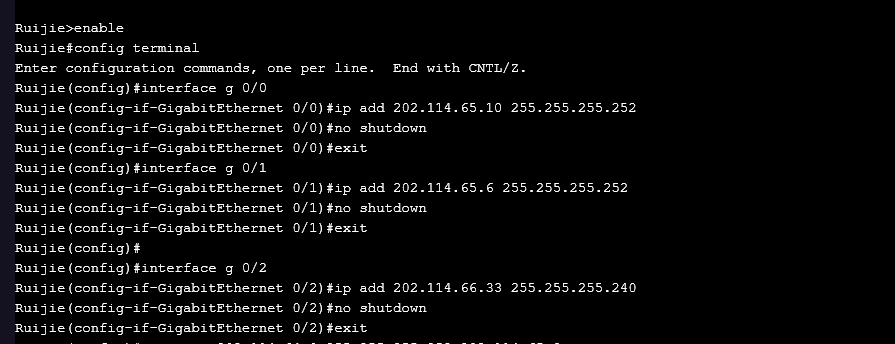 Ruijie>enable
Ruijie#config terminal
Enter configuration commands, one per line.  End with CNTL/Z.
Ruijie(config)#interface g 0/0
Ruijie(config-if-GigabitEthernet 0/0)#ip add 202.114.65.10 255.255.255.252
Ruijie(config-if-GigabitEthernet 0/0)#no shutdown
Ruijie(config-if-GigabitEthernet 0/0)#exit
Ruijie(config)#interface g 0/1
Ruijie(config-if-GigabitEthernet 0/1)#ip add 202.114.65.6 255.255.255.252
Ruijie(config-if-GigabitEthernet 0/1)#no shutdown
Ruijie(config-if-GigabitEthernet 0/1)#exit
Ruijie(config)#
Ruijie(config)#interface g 0/2
Ruijie(config-if-GigabitEthernet 0/2)#ip add 202.114.66.33 255.255.255.240
Ruijie(config-if-GigabitEthernet 0/2)#no shutdown
Ruijie(config-if-GigabitEthernet 0/2)#exit